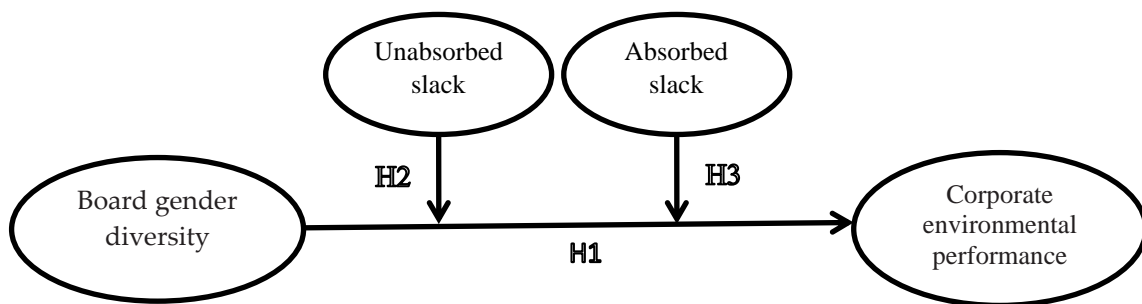 Unabsorbed
slack
Absorbed
slack
H2
H3
Board gender
diversity
H1
Corporate
environmental
performance